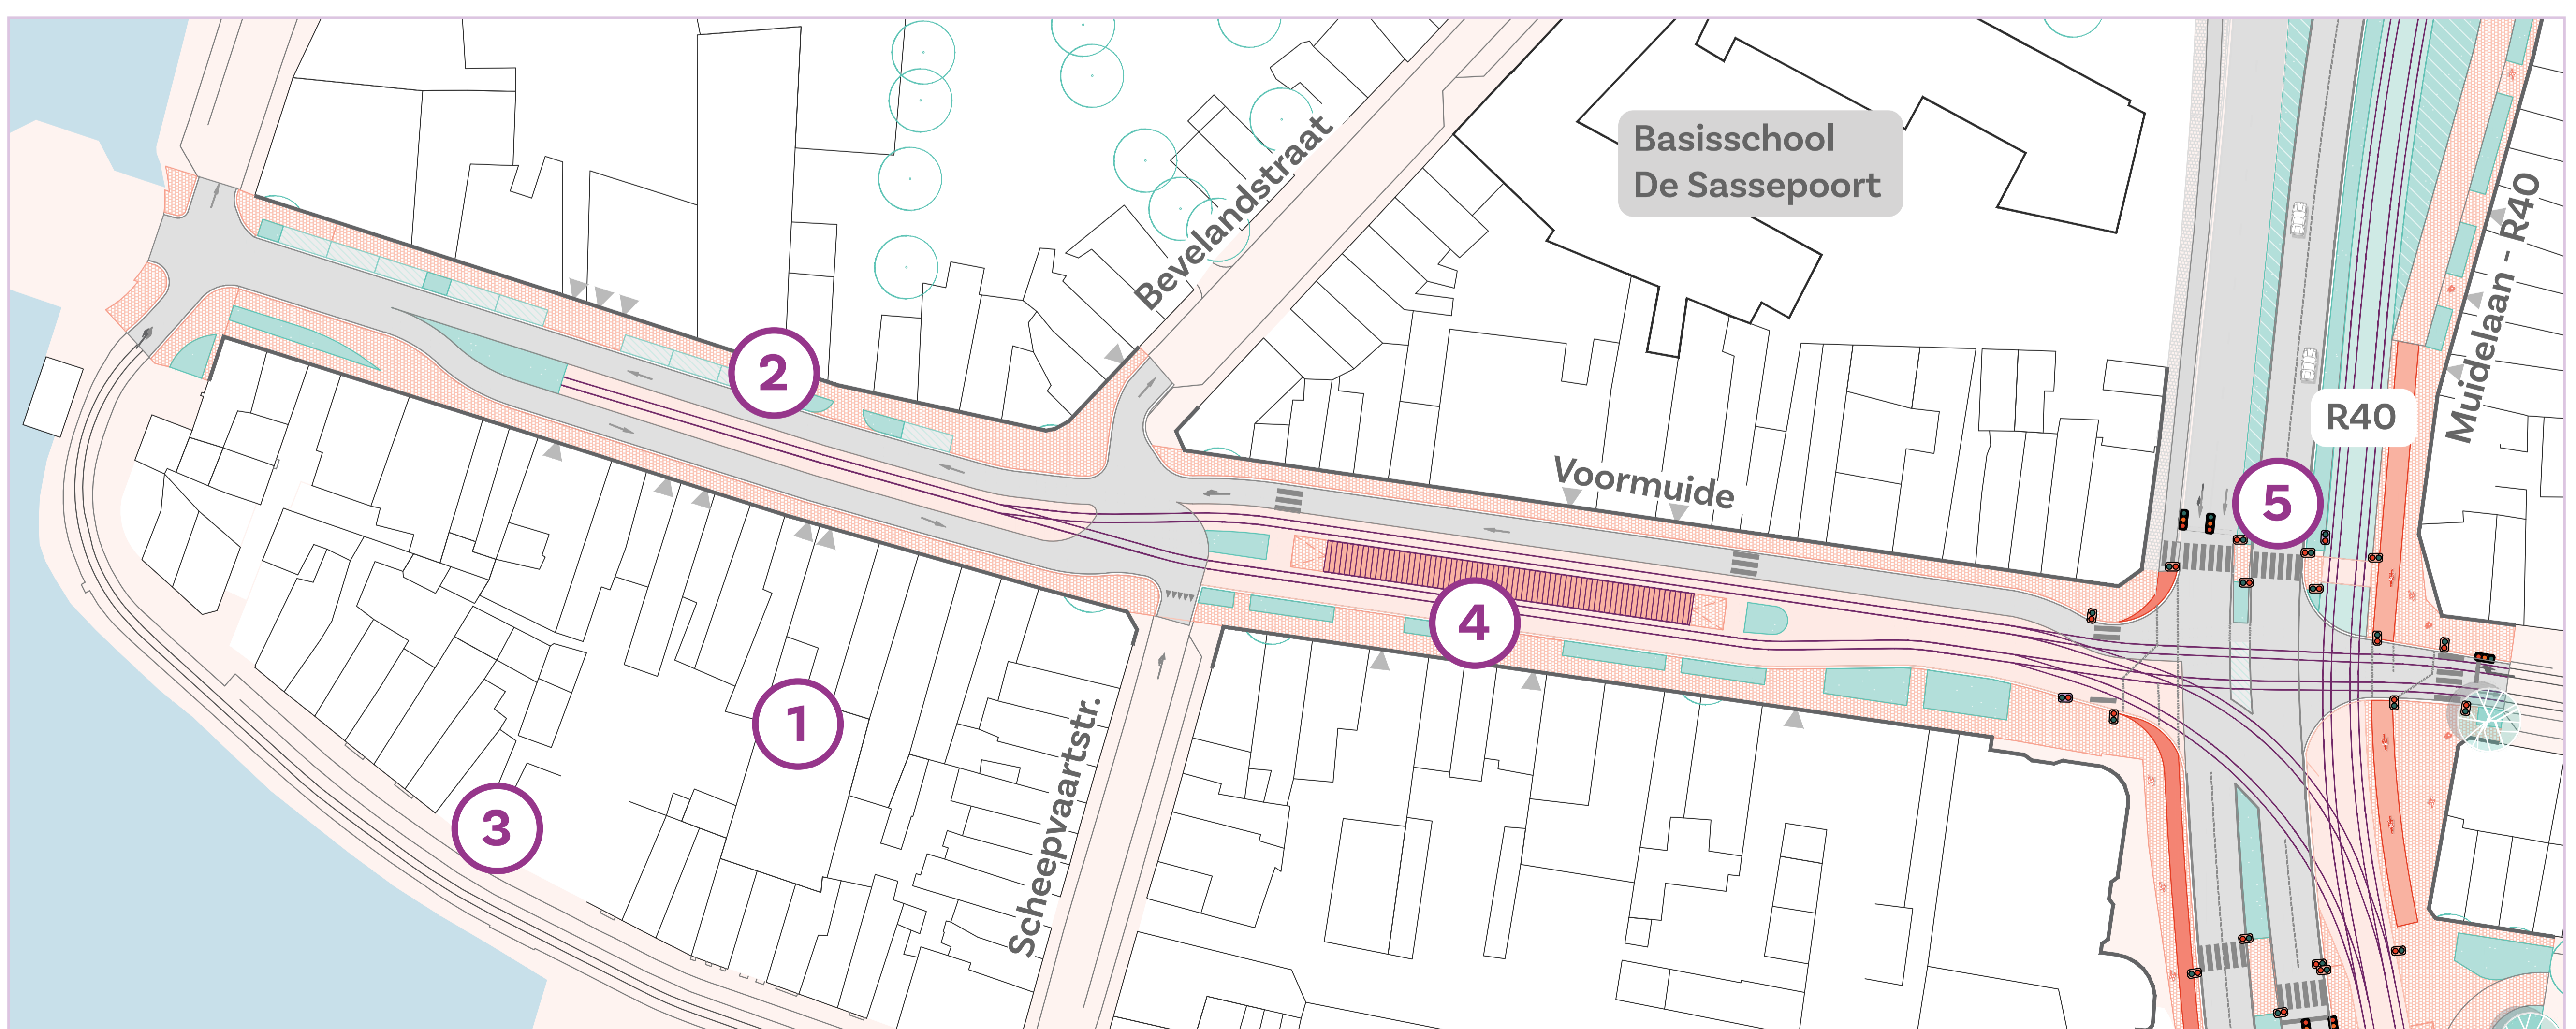 Basisschool
De Sassepoort
Bevelandstraat
Muidelaan - R40
2
R40
Voormuide
5
4
1
Scheepvaartstr.
3